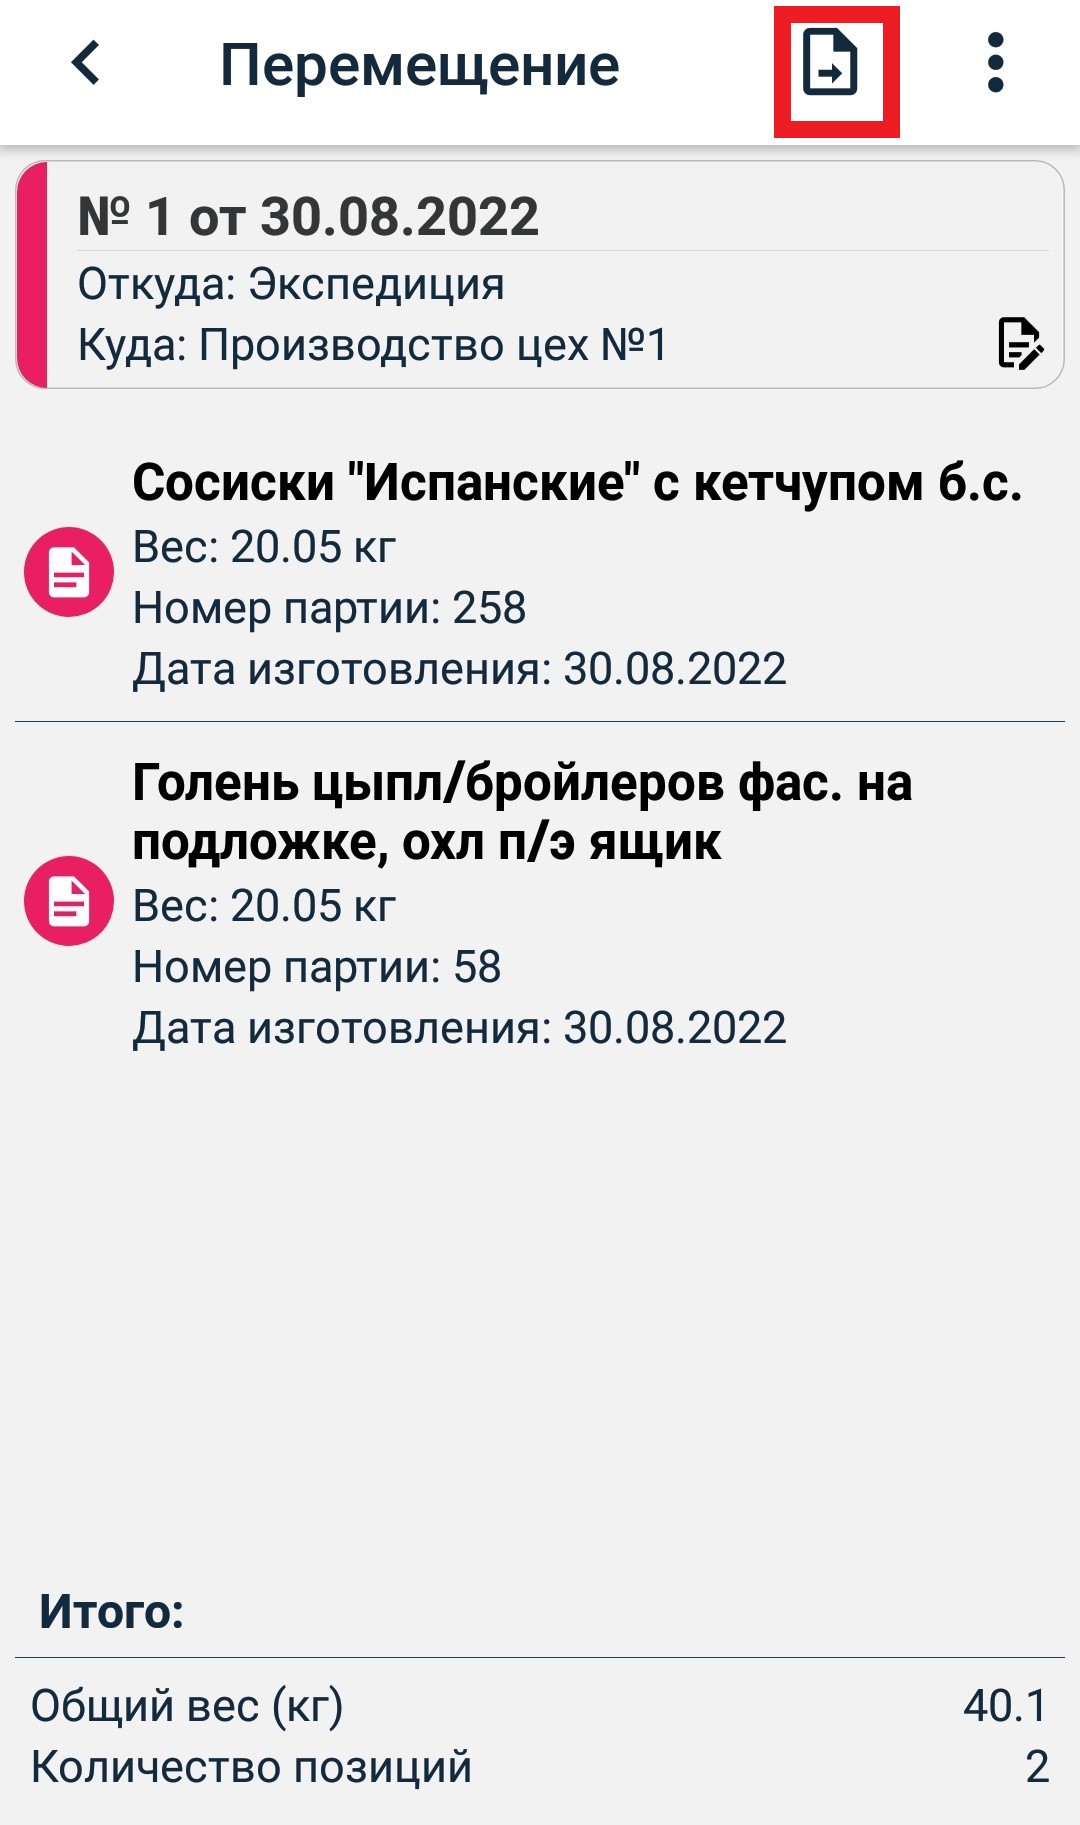 Перемещение
№ 1 от 30.08.2022
Откуда: Экспедиция
Куда: Производство цех №1
Сосиски "Испанские" с кетчупом б.с.
Вес: 20.05 кг
Номер партии: 258
Дата изготовления: 30.08.2022
Голень цыпл/бройлеров фас. на
подложке, охл п/э ящик
Вес: 20.05 кг
Номер партии: 58
Дата изготовления: 30.08.2022
Итого:
Общий вес (кг) 40.1
Количество позиций 2